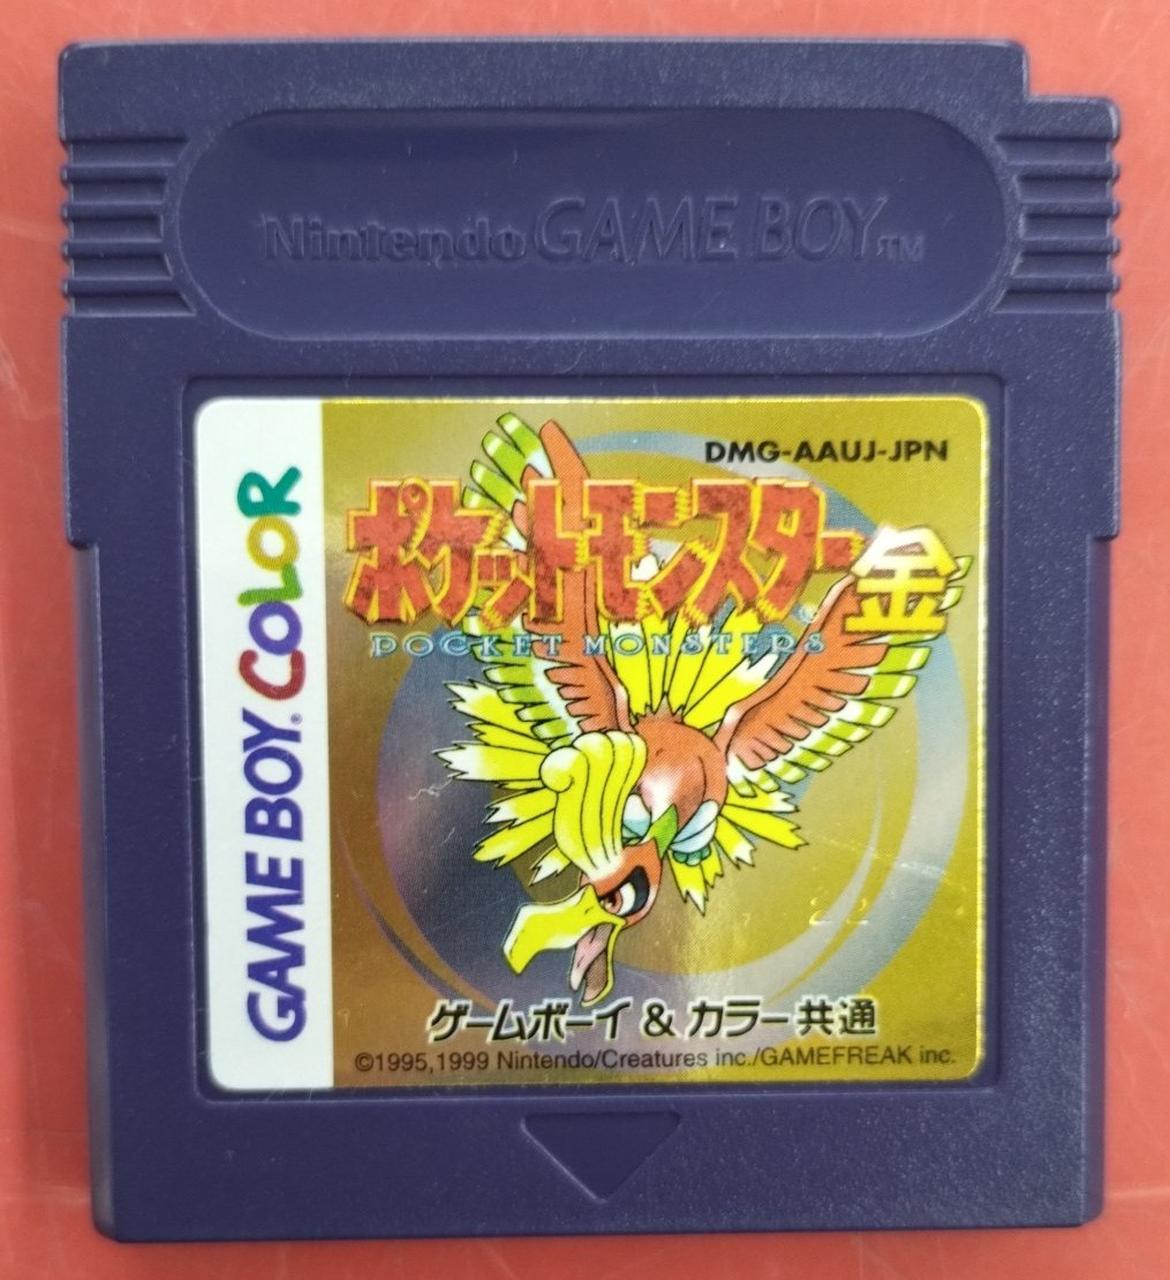 Nintendo GAME BOY™
GAME BOY® COLOR
DMG-AAUJ-JPN
ポケットモンスター金
POCKET MONSTERS
22
ゲームボーイ & カラー共通
©1995,1999 Nintendo/Creatures inc./GAMEFREAK inc.